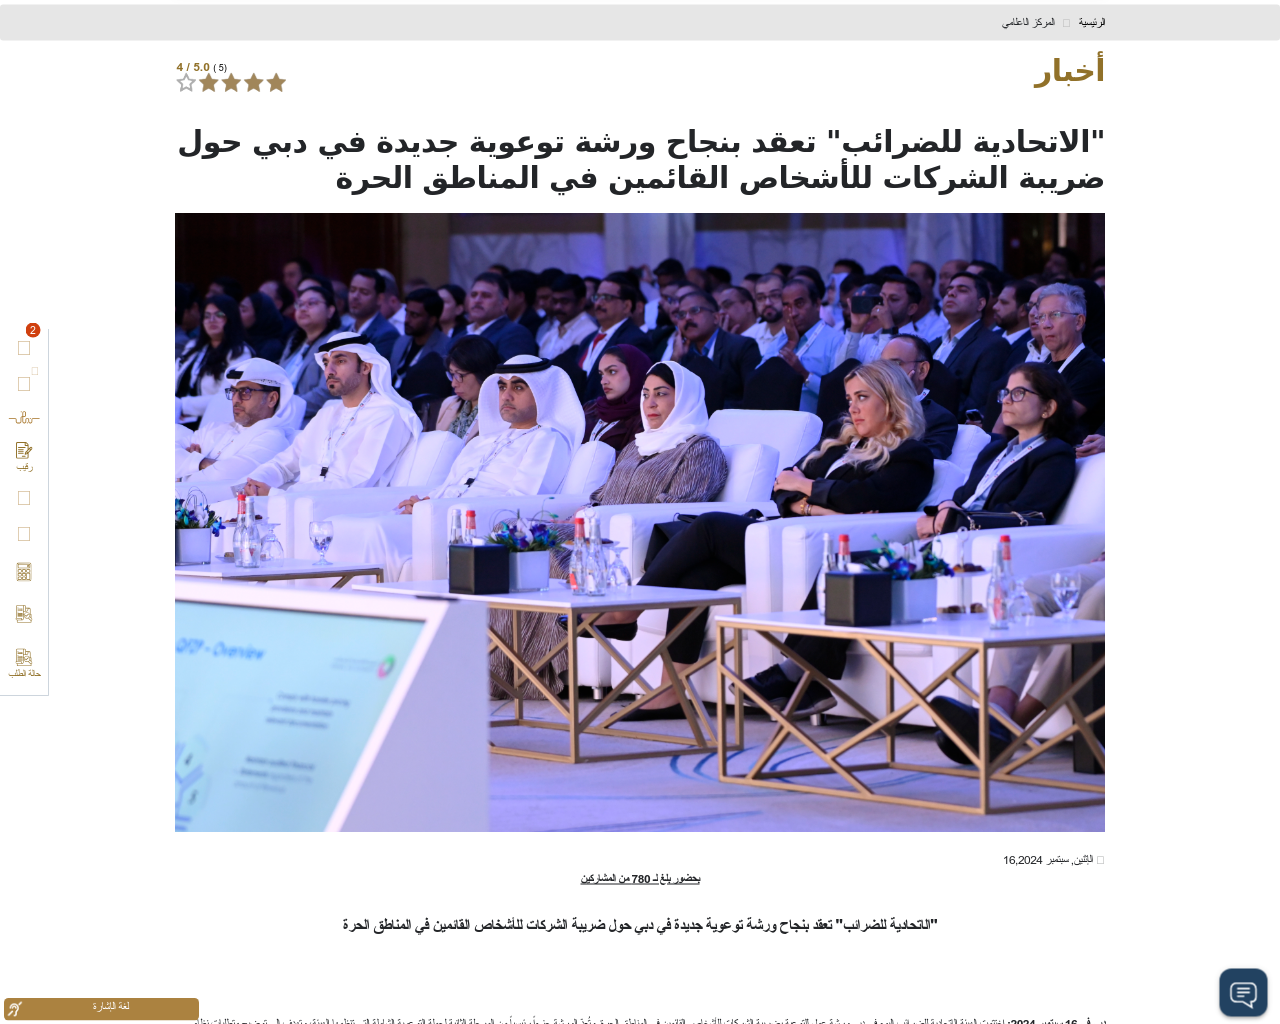 الرئيسية المركز الاعلامي
أخبار
4 / 5.0 ( 5)
"الاتحادية للضرائب" تعقد بنجاح ورشة توعوية جديدة في دبي حول
ضريبة الشركات للأشخاص القائمين في المناطق الحرة
2
رقيب
حالة الطلب
QFZP - Overview
الإثنين, سبتمبر 16,2024
بحضور بلغ لـ 780 من المشاركين
"الاتحادية للضرائب" تعقد بنجاح ورشة توعوية جديدة في دبي حول ضريبة الشركات للأشخاص القائمين في المناطق الحرة
لغة الإشارة